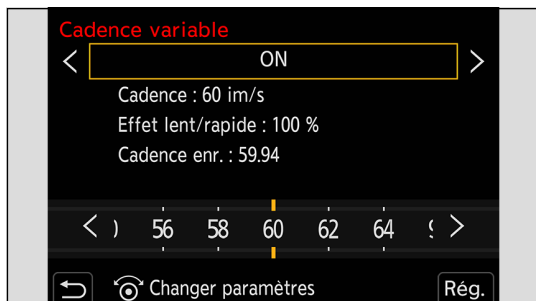 Cadence variable
ON
Cadence : 60 im/s
Effet lent/rapide : 100 %
Cadence enr. : 59.94
56 58 60 62 64
Changer paramètres Rég.